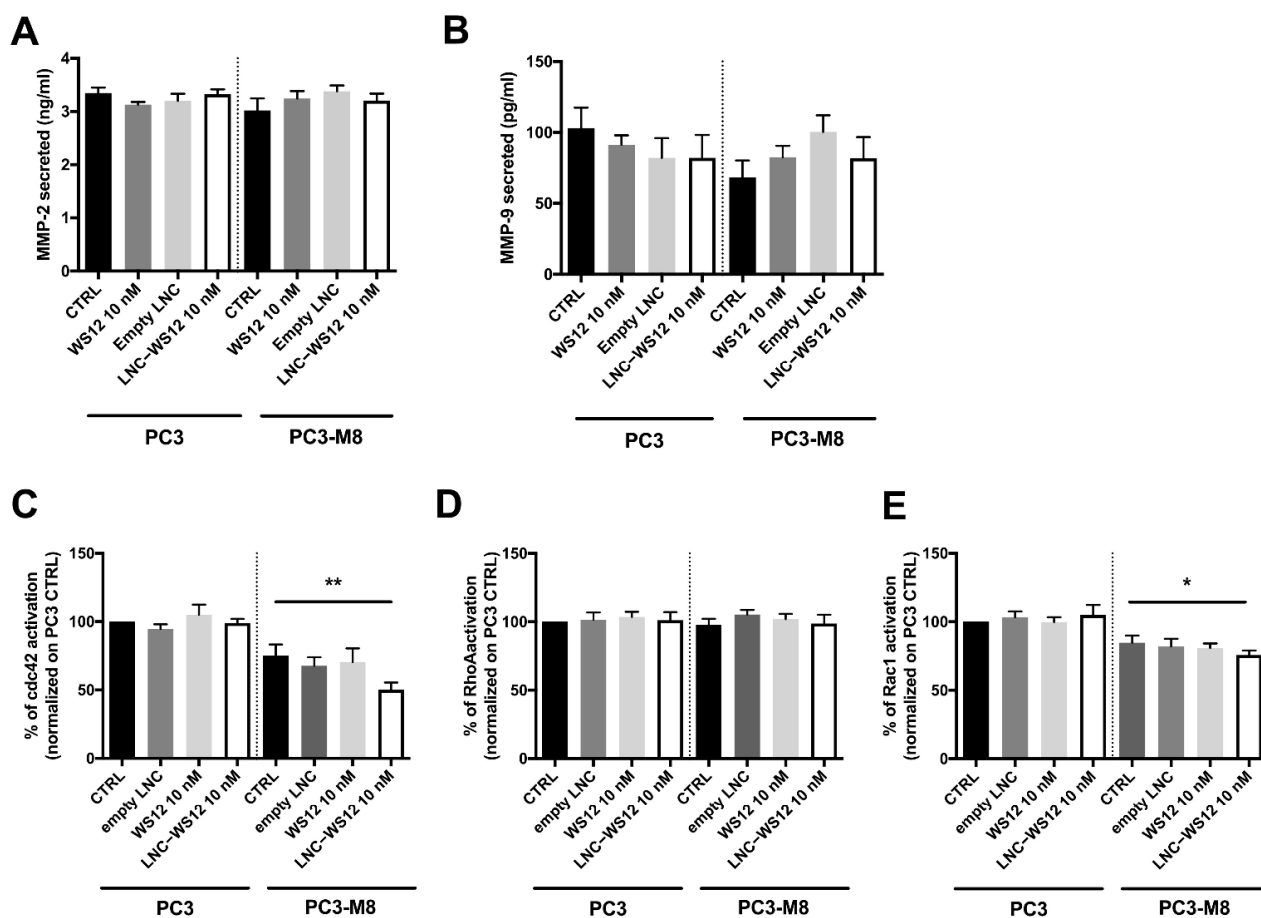 A
MMP-2 secreted (ng/ml)
4
3
2
1
0
CTRL
WS12 10 nM
Empty LNC
LNC–WS12 10 nM
CTRL
WS12 10 nM
Empty LNC
LNC–WS12 10 nM
PC3
PC3-M8
B
MMP-9 secreted (pg/ml)
150
100
50
0
CTRL
WS12 10 nM
Empty LNC
LNC–WS12 10 nM
CTRL
WS12 10 nM
Empty LNC
LNC–WS12 10 nM
PC3
PC3-M8
C
% of cdc42 activation
(normalized on PC3 CTRL)
150
100
50
0
**
CTRL
empty LNC
WS12 10 nM
LNC–WS12 10 nM
CTRL
empty LNC
WS12 10 nM
LNC–WS12 10 nM
PC3
PC3-M8
D
% of RhoAactivation
(normalized on PC3 CTRL)
150
100
50
0
CTRL
empty LNC
WS12 10 nM
LNC–WS12 10 nM
CTRL
empty LNC
WS12 10 nM
LNC–WS12 10 nM
PC3
PC3-M8
E
% of Rac1 activation
(normalized on PC3 CTRL)
150
100
50
0
*
CTRL
empty LNC
WS12 10 nM
LNC–WS12 10 nM
CTRL
empty LNC
WS12 10 nM
LNC–WS12 10 nM
PC3
PC3-M8